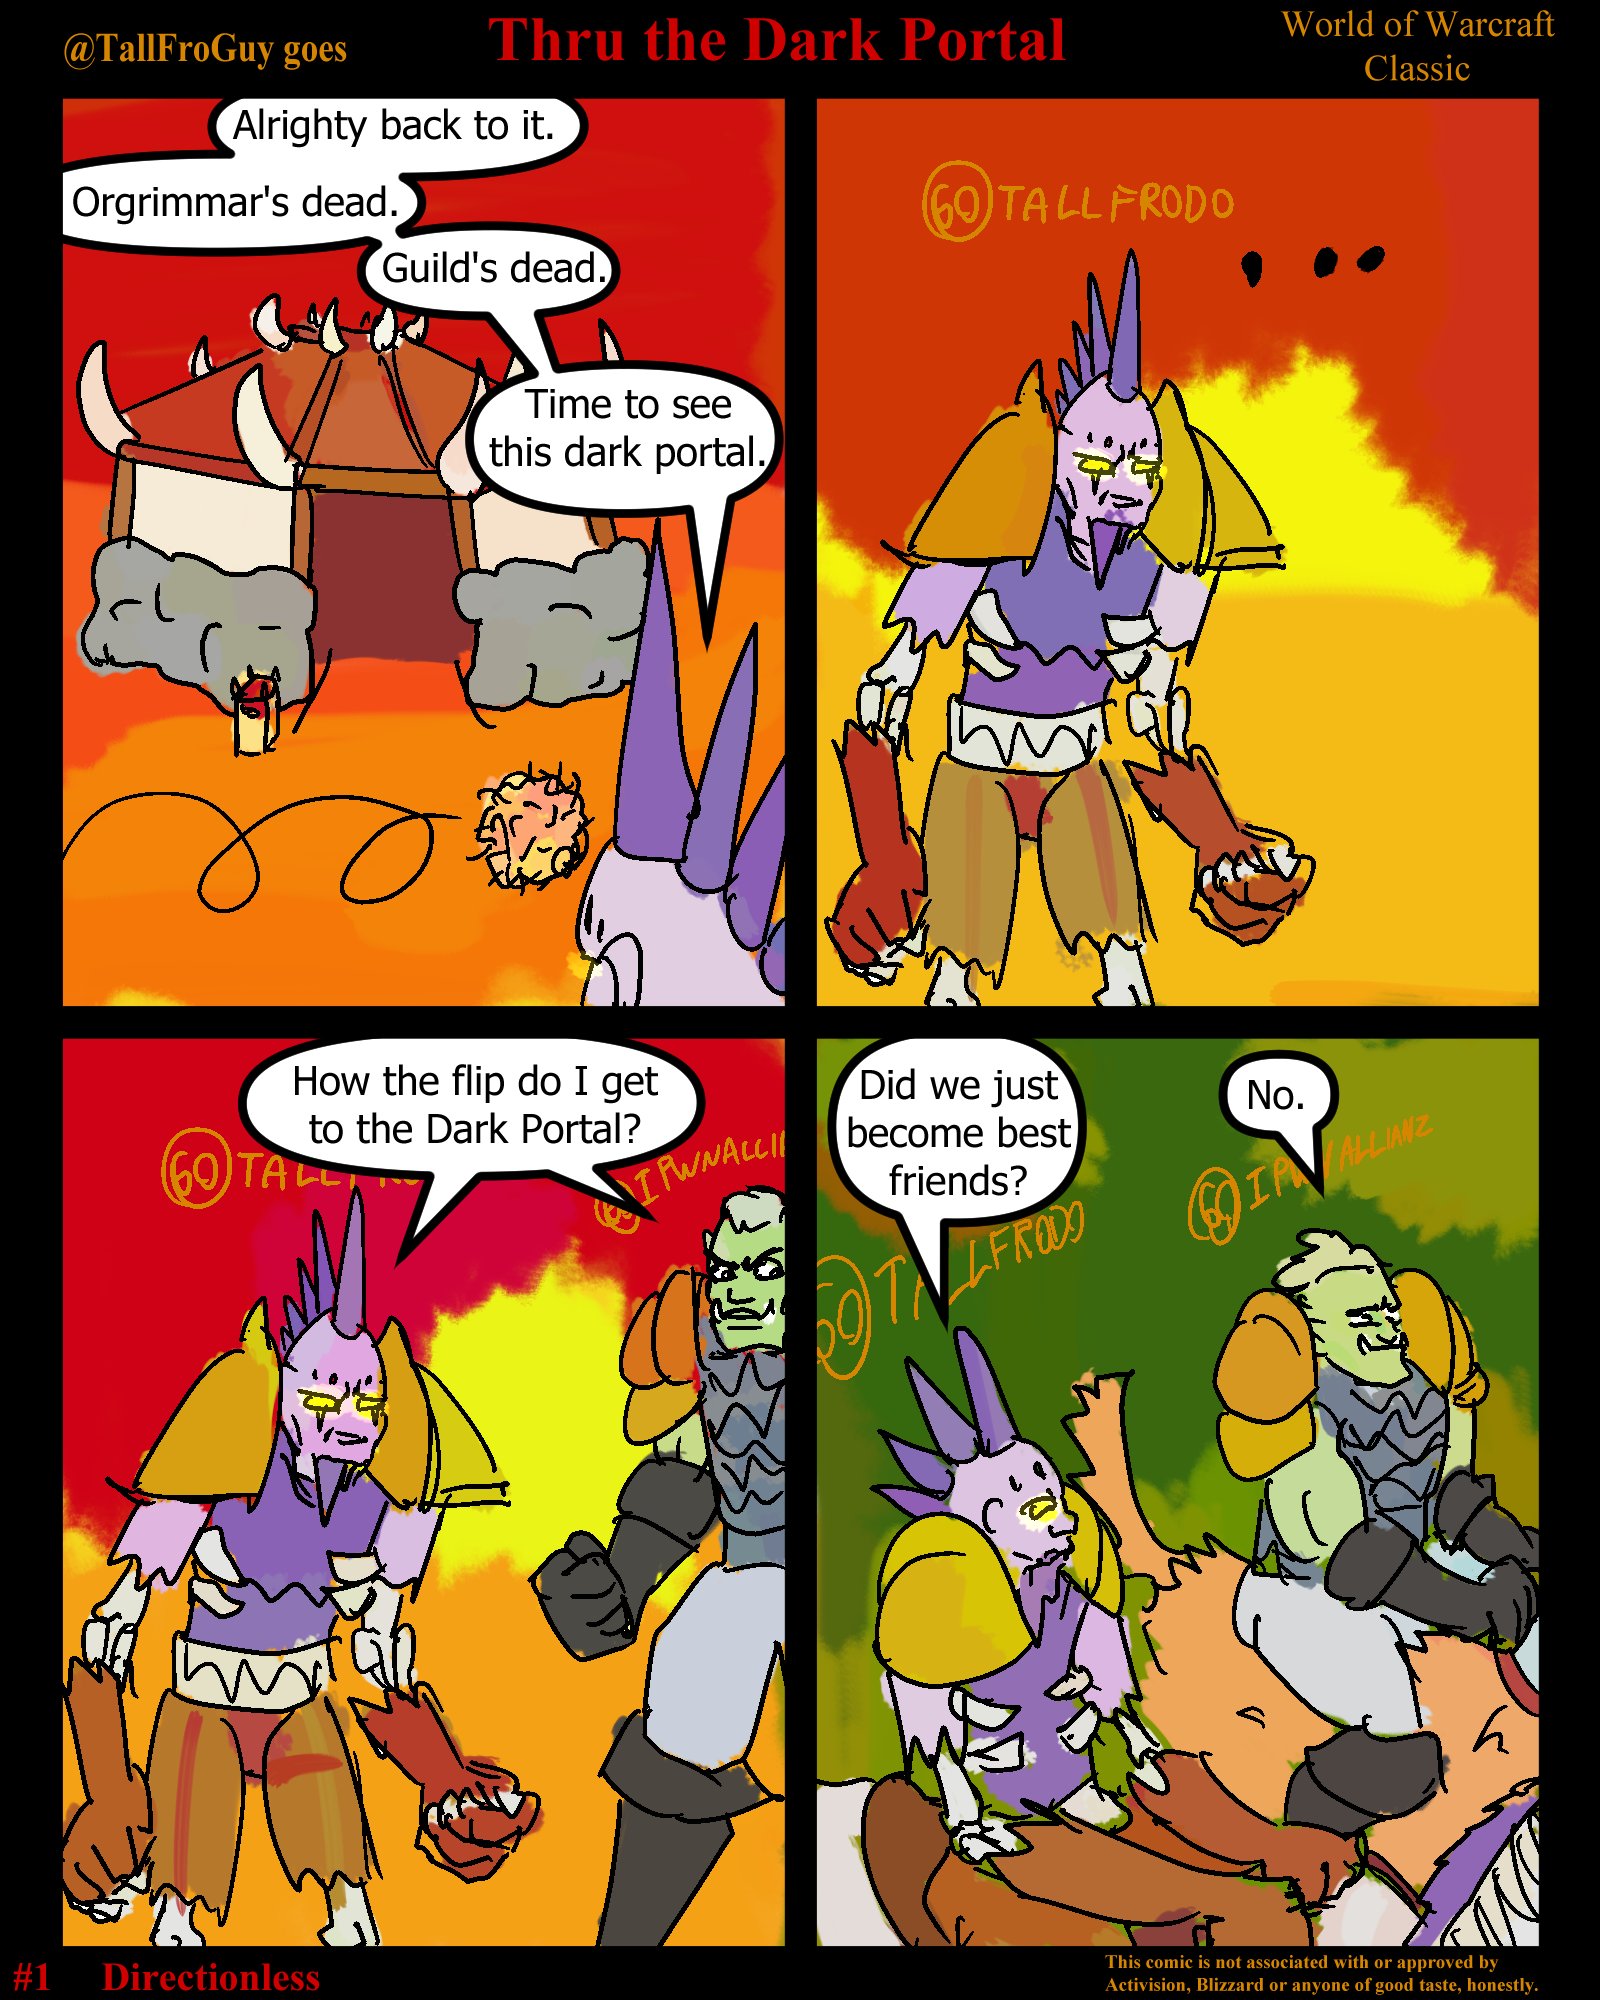 @TallFroGuy goes
Thru the Dark Portal
World of Warcraft
Classic
Alrighty back to it.
Orgrimmar's dead.
Guild's dead.
Time to see
this dark portal.
60 TALLFRODO
...
How the flip do I get
to the Dark Portal?
60 TALLFRO
60 IPWNALLI
Did we just
become best
friends?
No.
60 TALLFRODO
60 IPWNALLIANZ
#1 Directionless
This comic is not associated with or approved by
Activision, Blizzard or anyone of good taste, honestly.